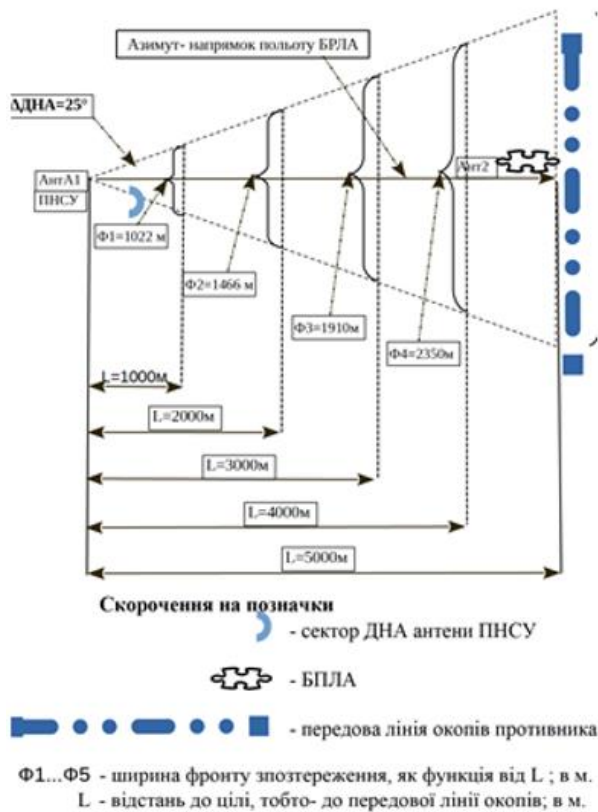 Азимут- напрямок польоту БРЛА
ΔДНА=25°
АнтА1
ПНСУ
Ант2
Ф1=1022 м
Ф2=1466 м
Ф3=1910м
Ф4=2350м
L=1000м
L=2000м
L=3000м
L=4000м
L=5000м
Скорочення на позначки
- сектор ДНА антени ПНСУ
- БПЛА
- передова лінія окопів противника
Ф1...Ф5 - ширина фронту зпозтереження, як функція від L ; в м.
L - відстань до цілі, тобто- до передової лінії окопів; в м.